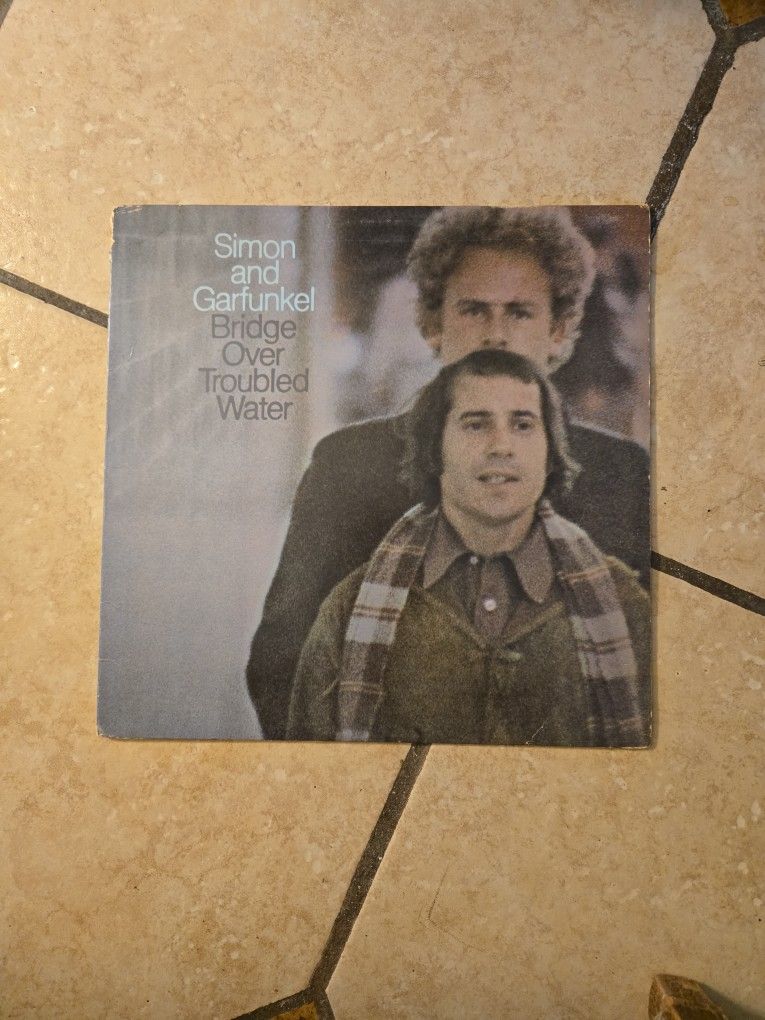 Simon
and
Garfunkel
Bridge
Over
Troubled
Water